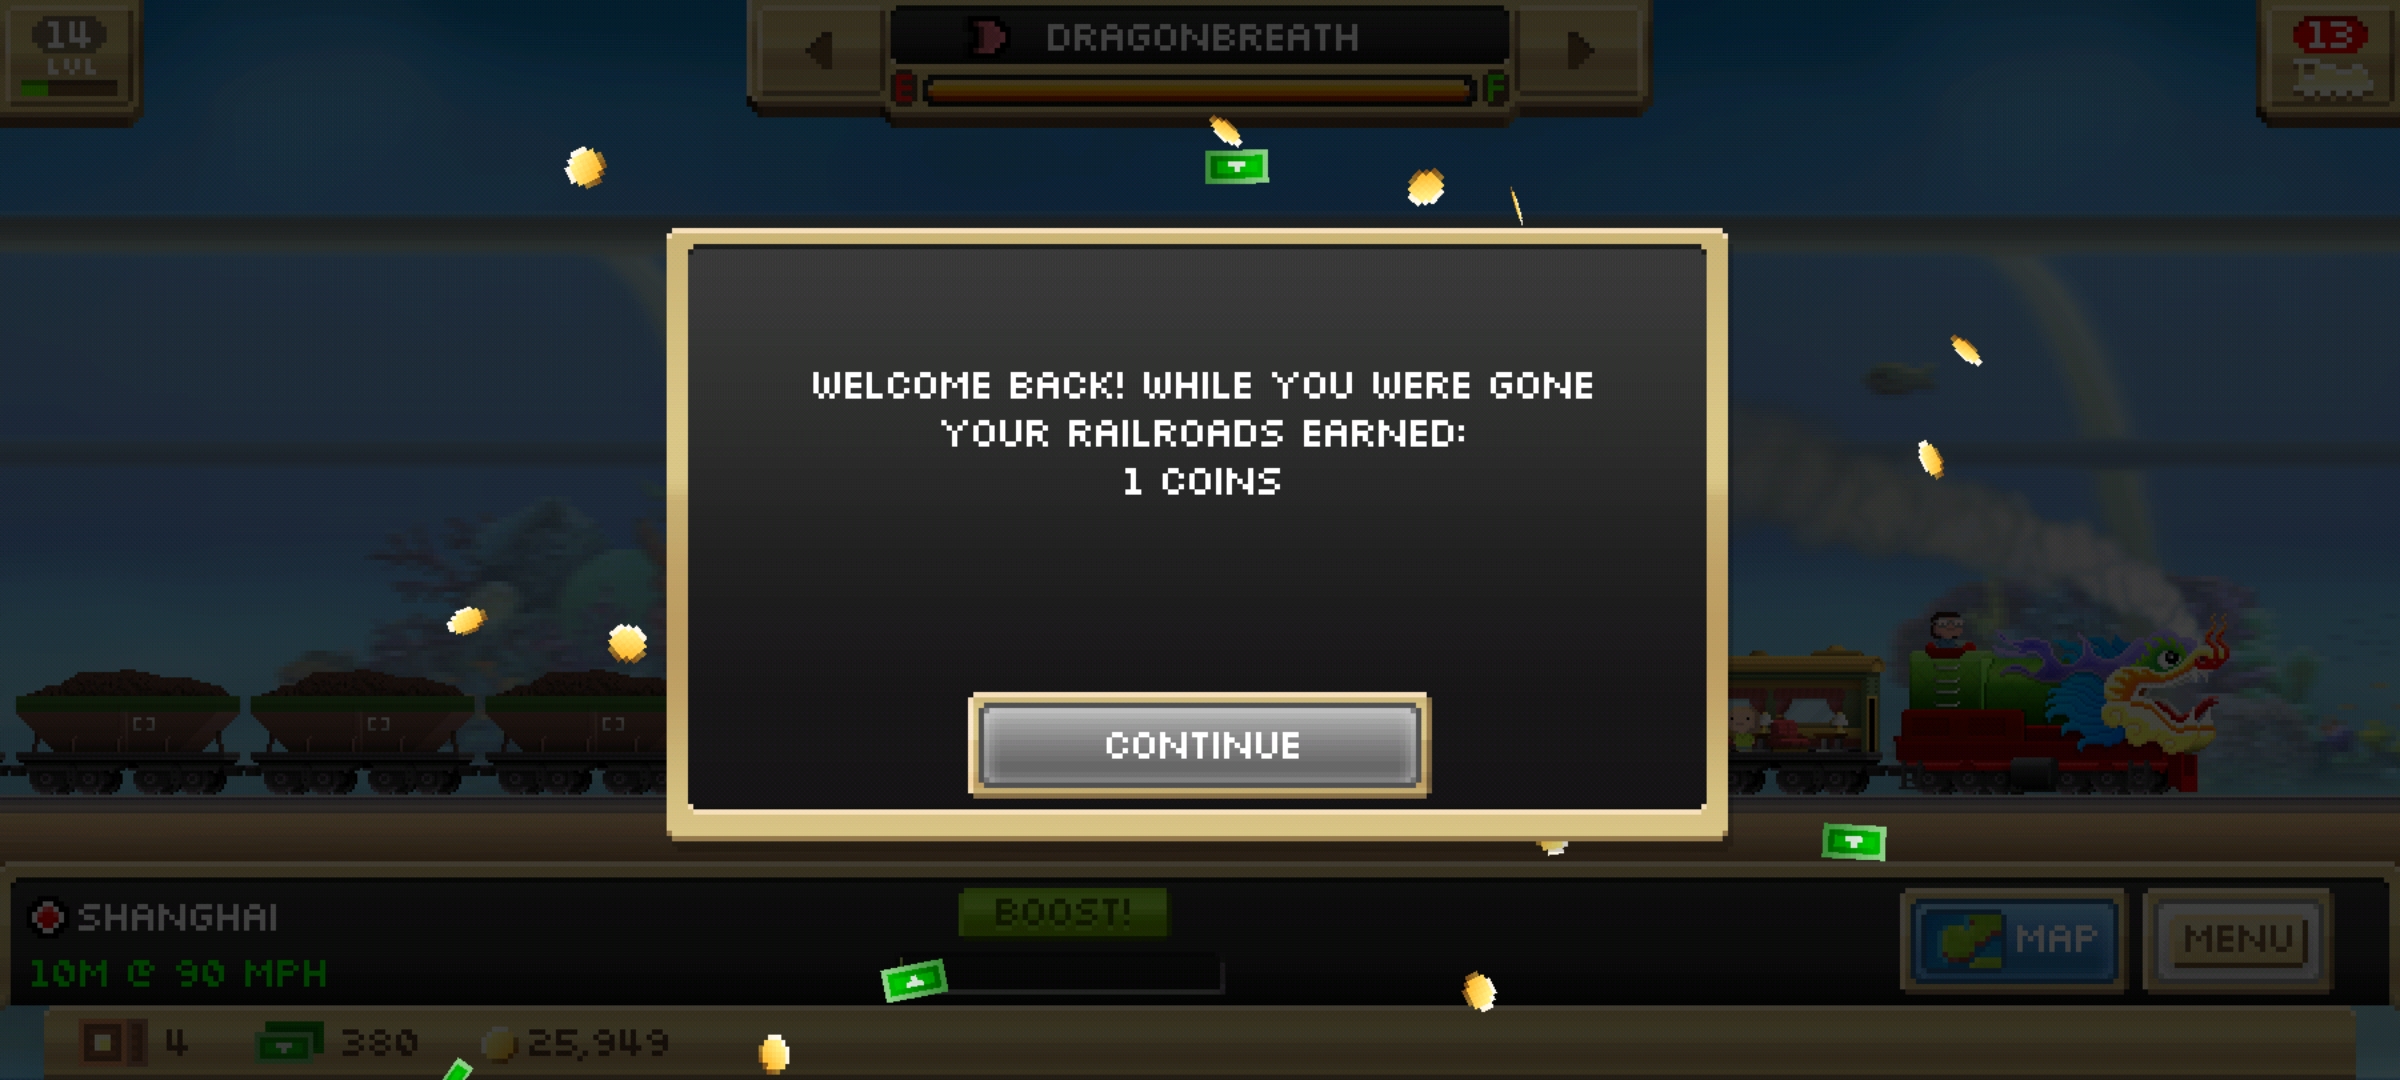 14
LVL
DRAGONBREATH
E F
13
WELCOME BACK! WHILE YOU WERE GONE
YOUR RAILROADS EARNED:
1 COINS
CONTINUE
SHANGHAI
10M @ 90 MPH
BOOST!
MAP
MENU
4 380 25,949